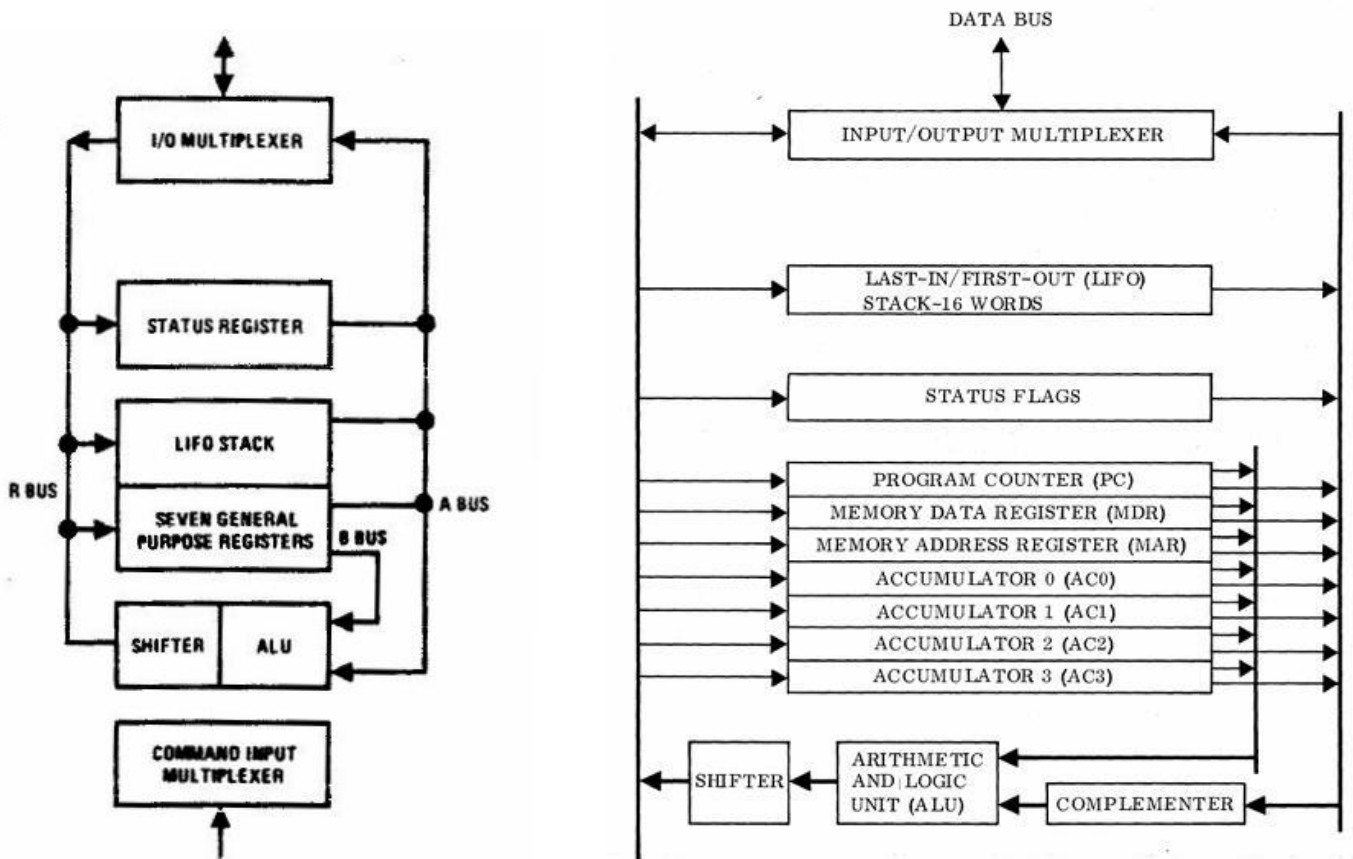 I/O MULTIPLEXER
STATUS REGISTER
LIFO STACK
R BUS
A BUS
SEVEN GENERAL
PURPOSE REGISTERS
B BUS
SHIFTER
ALU
COMMAND INPUT
MULTIPLEXER
DATA BUS
INPUT/OUTPUT MULTIPLEXER
LAST-IN/FIRST-OUT (LIFO)
STACK-16 WORDS
STATUS FLAGS
PROGRAM COUNTER (PC)
MEMORY DATA REGISTER (MDR)
MEMORY ADDRESS REGISTER (MAR)
ACCUMULATOR 0 (AC0)
ACCUMULATOR 1 (AC1)
ACCUMULATOR 2 (AC2)
ACCUMULATOR 3 (AC3)
SHIFTER
ARITHMETIC
AND LOGIC
UNIT (ALU)
COMPLEMENTER